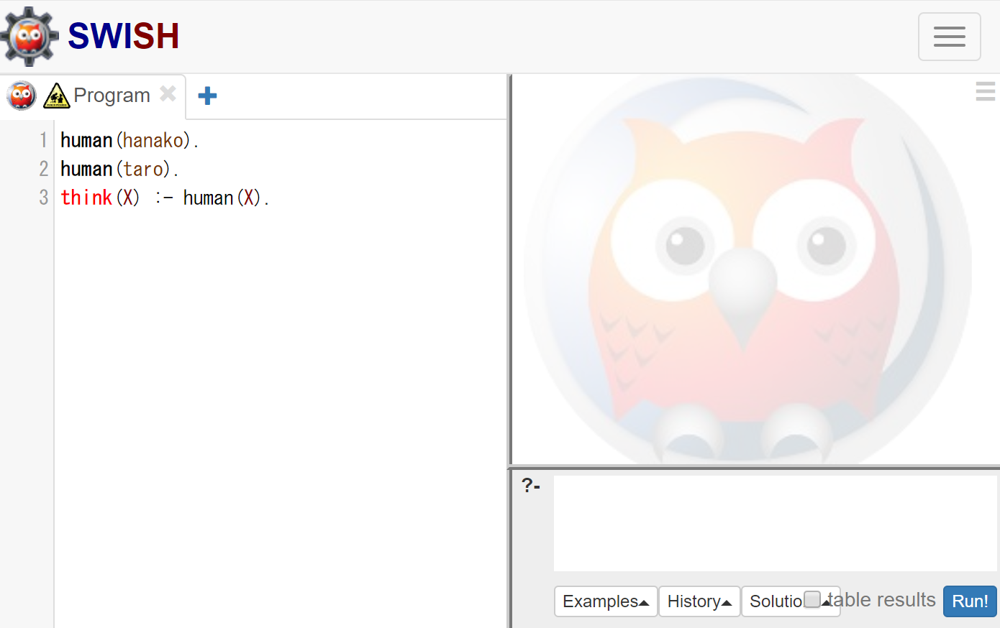 SWISH
Program
1 human(hanako).
2 human(taro).
3 think(X) :- human(X).
?-
Examples
History
Solutio
table results
Run!